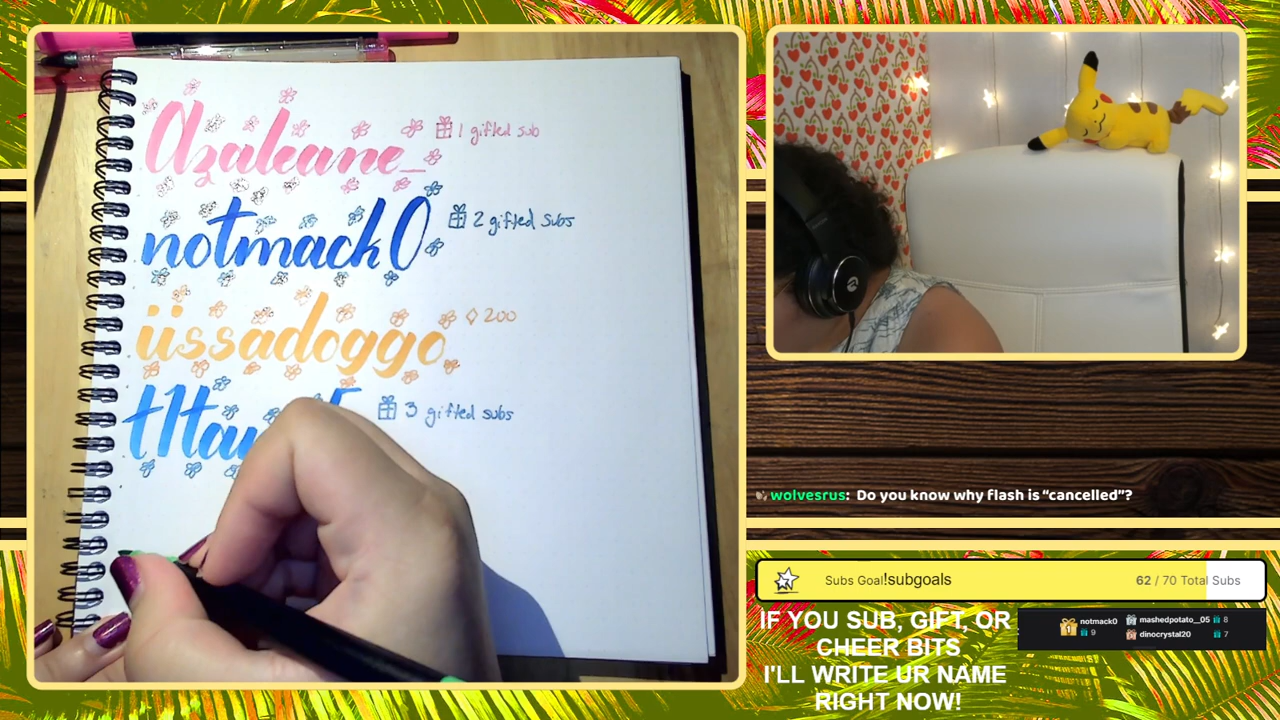 Azaleane_ 1 gifted sub
notmack0 2 gifted subs
iissadoggo 200
3 gifted subs
wolvesrus: Do you know why flash is “cancelled”?
Subs Goal!subgoals 62 / 70 Total Subs
IF YOU SUB, GIFT, OR
CHEER BITS
I'LL WRITE UR NAME
RIGHT NOW!
1 notmack0 9
mashedpotato_05 8
dinocrystal20 7